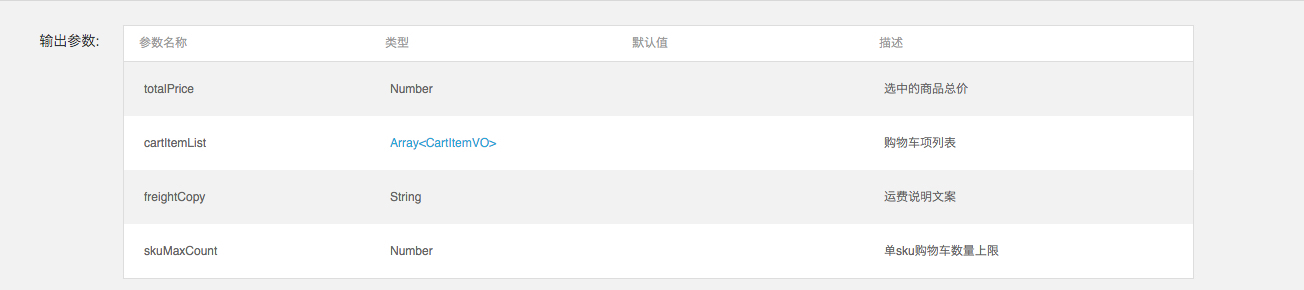 输出参数: 参数名称 类型 默认值 描述
totalPrice Number 选中的商品总价
cartItemList Array<CartItemVO> 购物车项列表
freightCopy String 运费说明文案
skuMaxCount Number 单sku购物车数量上限